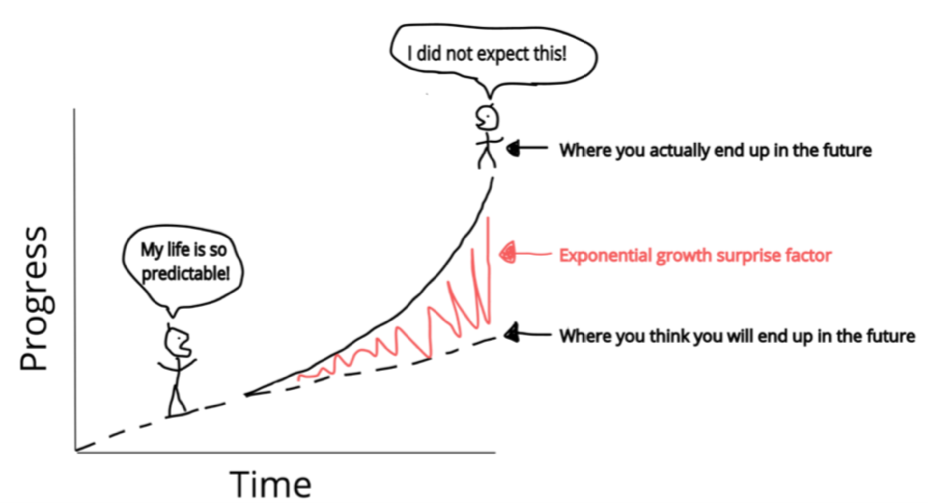 I did not expect this!
Where you actually end up in the future
My life is so
predictable!
Exponential growth surprise factor
Where you think you will end up in the future
Progress
Time